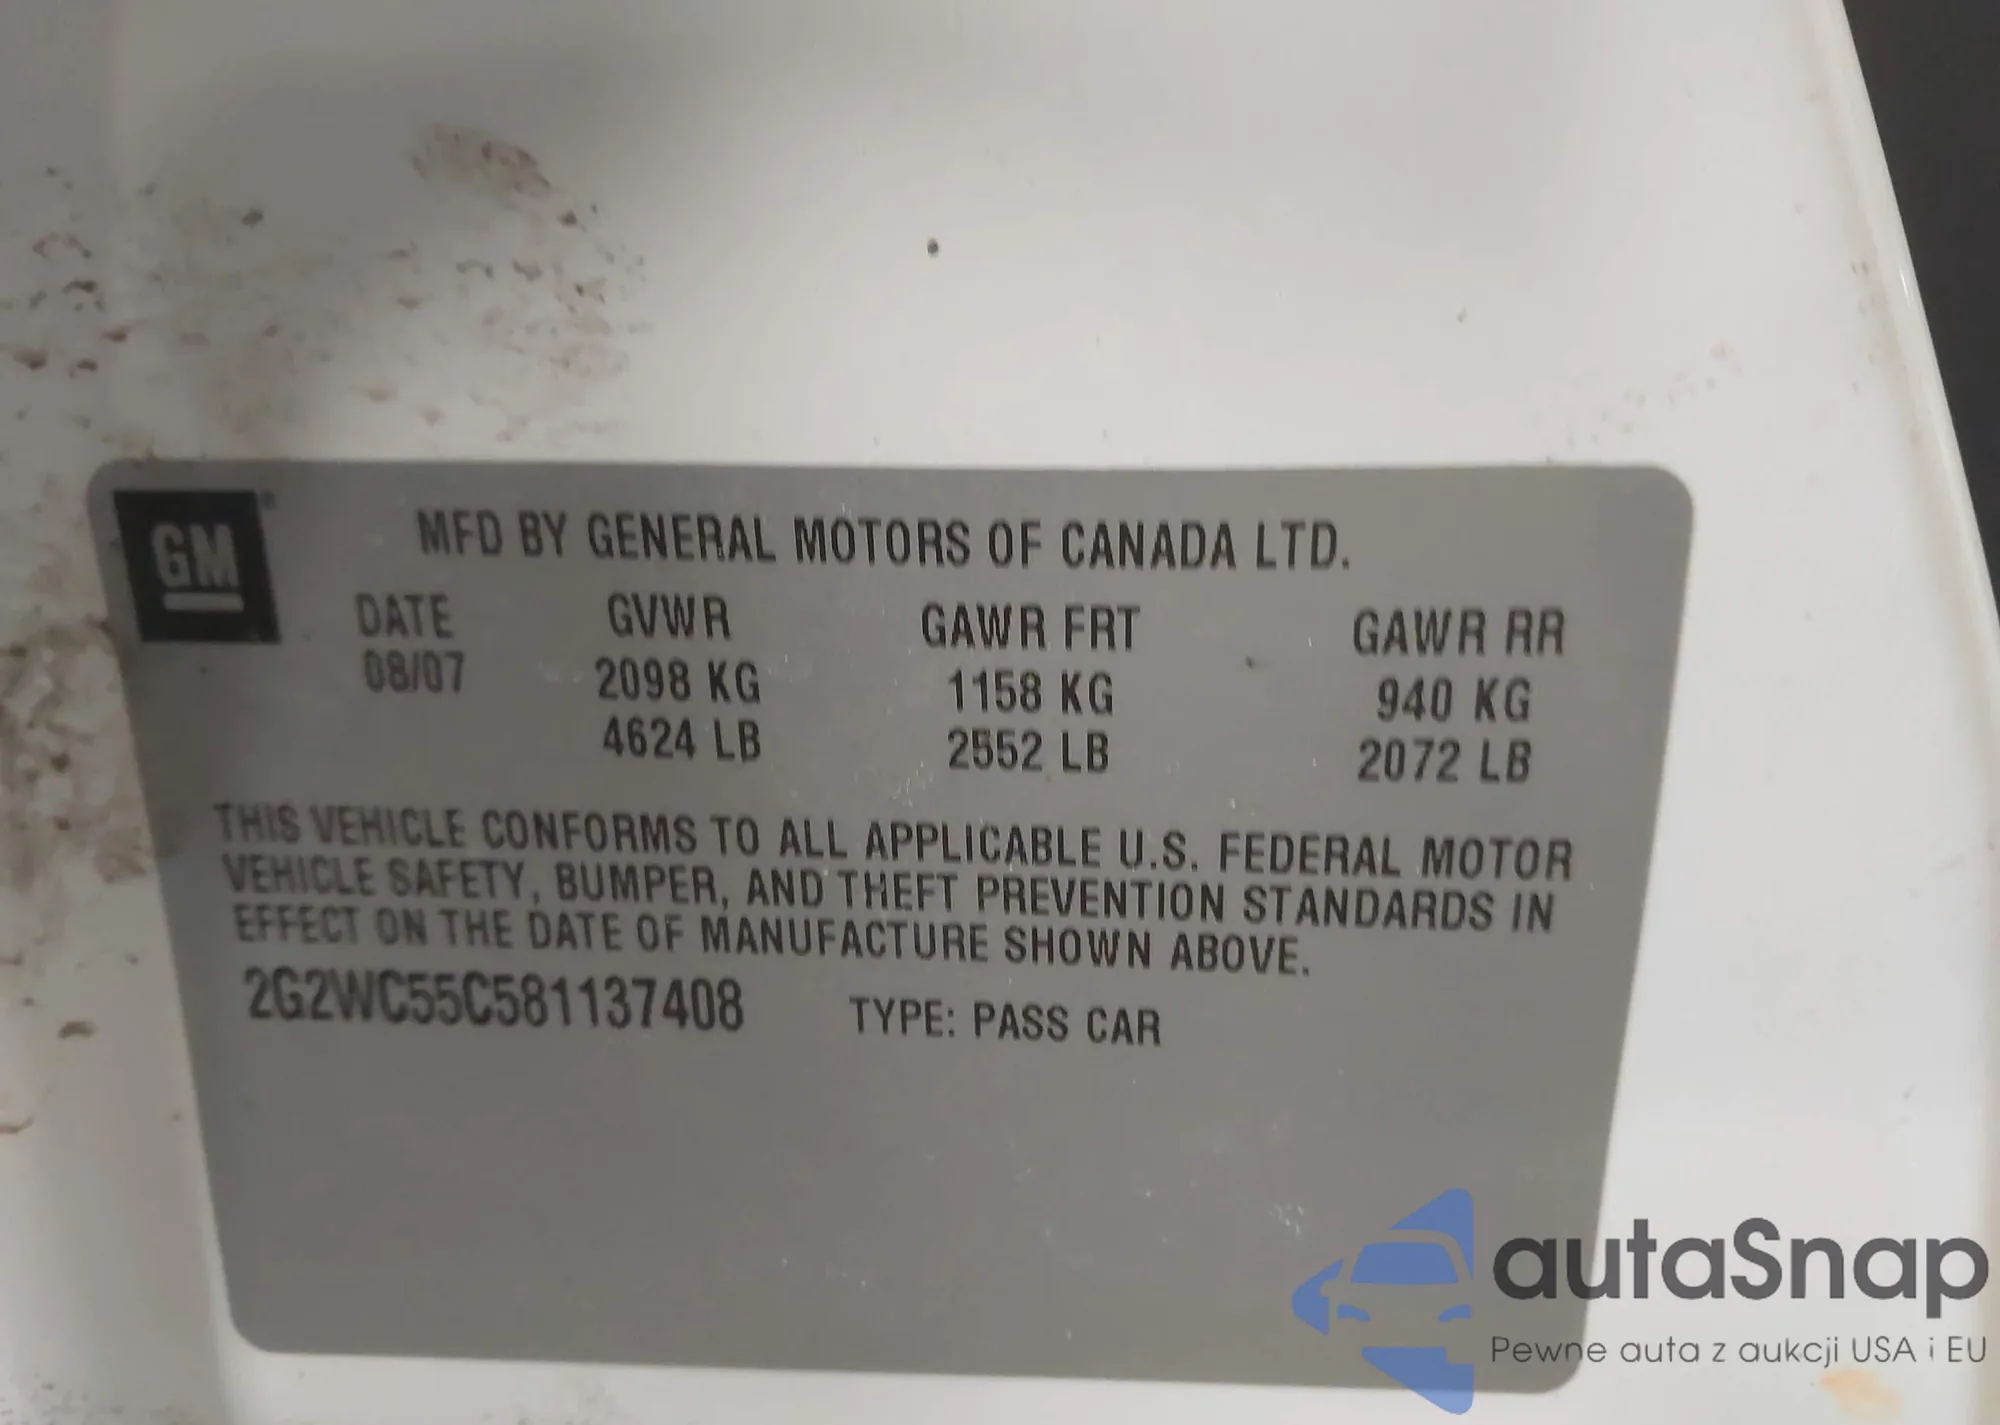 GM
MFD BY GENERAL MOTORS OF CANADA LTD.
DATE GVWR GAWR FRT GAWR RR
08/07 2098 KG 1158 KG 940 KG
4624 LB 2552 LB 2072 LB
THIS VEHICLE CONFORMS TO ALL APPLICABLE U.S. FEDERAL MOTOR
VEHICLE SAFETY, BUMPER, AND THEFT PREVENTION STANDARDS IN
EFFECT ON THE DATE OF MANUFACTURE SHOWN ABOVE.
2G2WC55C581137408 TYPE: PASS CAR
autaSnap
Pewne auta z aukcji USA i EU